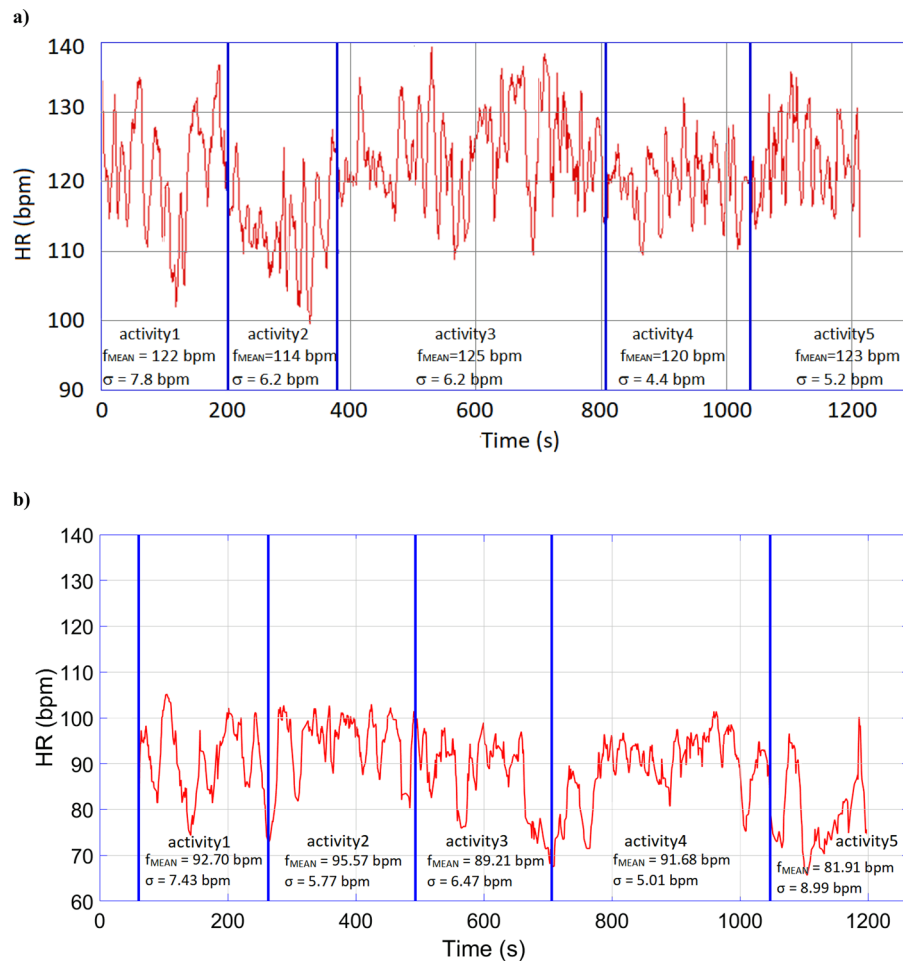 a)
140
130
120
110
100
90
HR (bpm)
activity1 activity2 activity3 activity4 activity5
fMEAN = 122 bpm fMEAN=114 bpm fMEAN=125 bpm fMEAN=120 bpm fMEAN=123 bpm
σ = 7.8 bpm σ = 6.2 bpm σ = 6.2 bpm σ = 4.4 bpm σ = 5.2 bpm
0 200 400 600 800 1000 1200
Time (s)
b)
140
130
120
110
100
90
80
70
60
HR (bpm)
activity1 activity2 activity3 activity4 activity5
fMEAN = 92.70 bpm fMEAN = 95.57 bpm fMEAN = 89.21 bpm fMEAN = 91.68 bpm fMEAN = 81.91 bpm
σ = 7.43 bpm σ = 5.77 bpm σ = 6.47 bpm σ = 5.01 bpm σ = 8.99 bpm
0 200 400 600 800 1000 1200
Time (s)